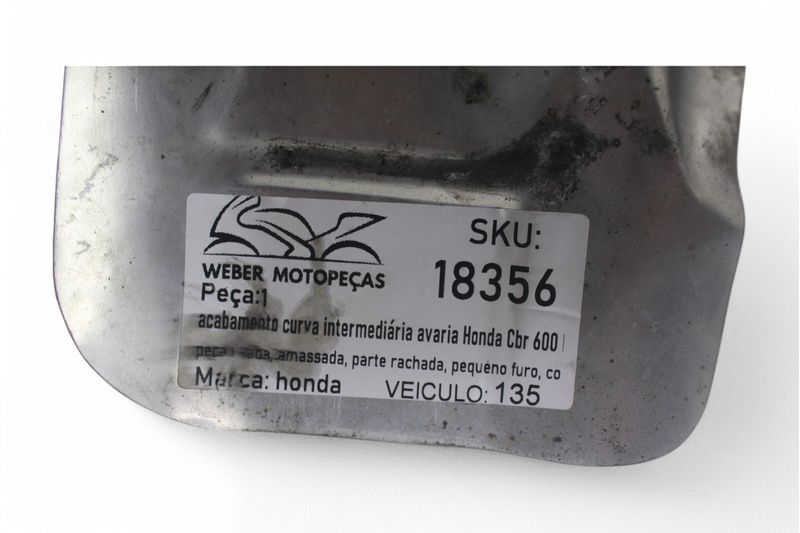 SKU:
18356
WEBER MOTOPEÇAS
Peça:1
acabamento curva intermediária avaria Honda Cbr 600
amassada, parte rachada, pequeno furo, co
Marca: honda
VEICULO: 135